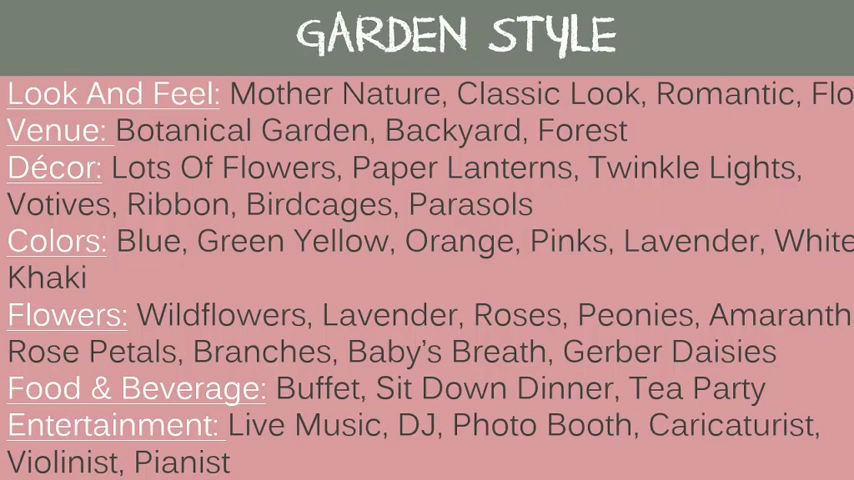 GARDEN STYLE
Look And Feel: Mother Nature, Classic Look, Romantic,
Venue: Botanical Garden, Backyard, Forest
Décor: Lots Of Flowers, Paper Lanterns, Twinkle Lights,
Votives, Ribbon, Birdcages, Parasols
Colors: Blue, Green Yellow, Orange, Pinks, Lavender, White
Khaki
Flowers: Wildflowers, Lavender, Roses, Peonies, Amaranth
Rose Petals, Branches, Baby’s Breath, Gerber Daisies
Food & Beverage: Buffet, Sit Down Dinner, Tea Party
Entertainment: Live Music, DJ, Photo Booth, Caricaturist,
Violinist, Pianist